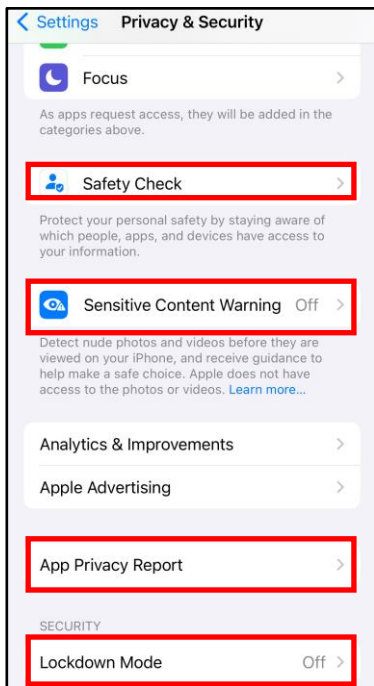 Settings Privacy & Security
Focus
As apps request access, they will be added in the
categories above.
Safety Check
Protect your personal safety by staying aware of
which people, apps, and devices have access to
your information.
Sensitive Content Warning Off
Detect nude photos and videos before they are
viewed on your iPhone, and receive guidance to
help make a safe choice. Apple does not have
access to the photos or videos. Learn more...
Analytics & Improvements
Apple Advertising
App Privacy Report
SECURITY
Lockdown Mode Off